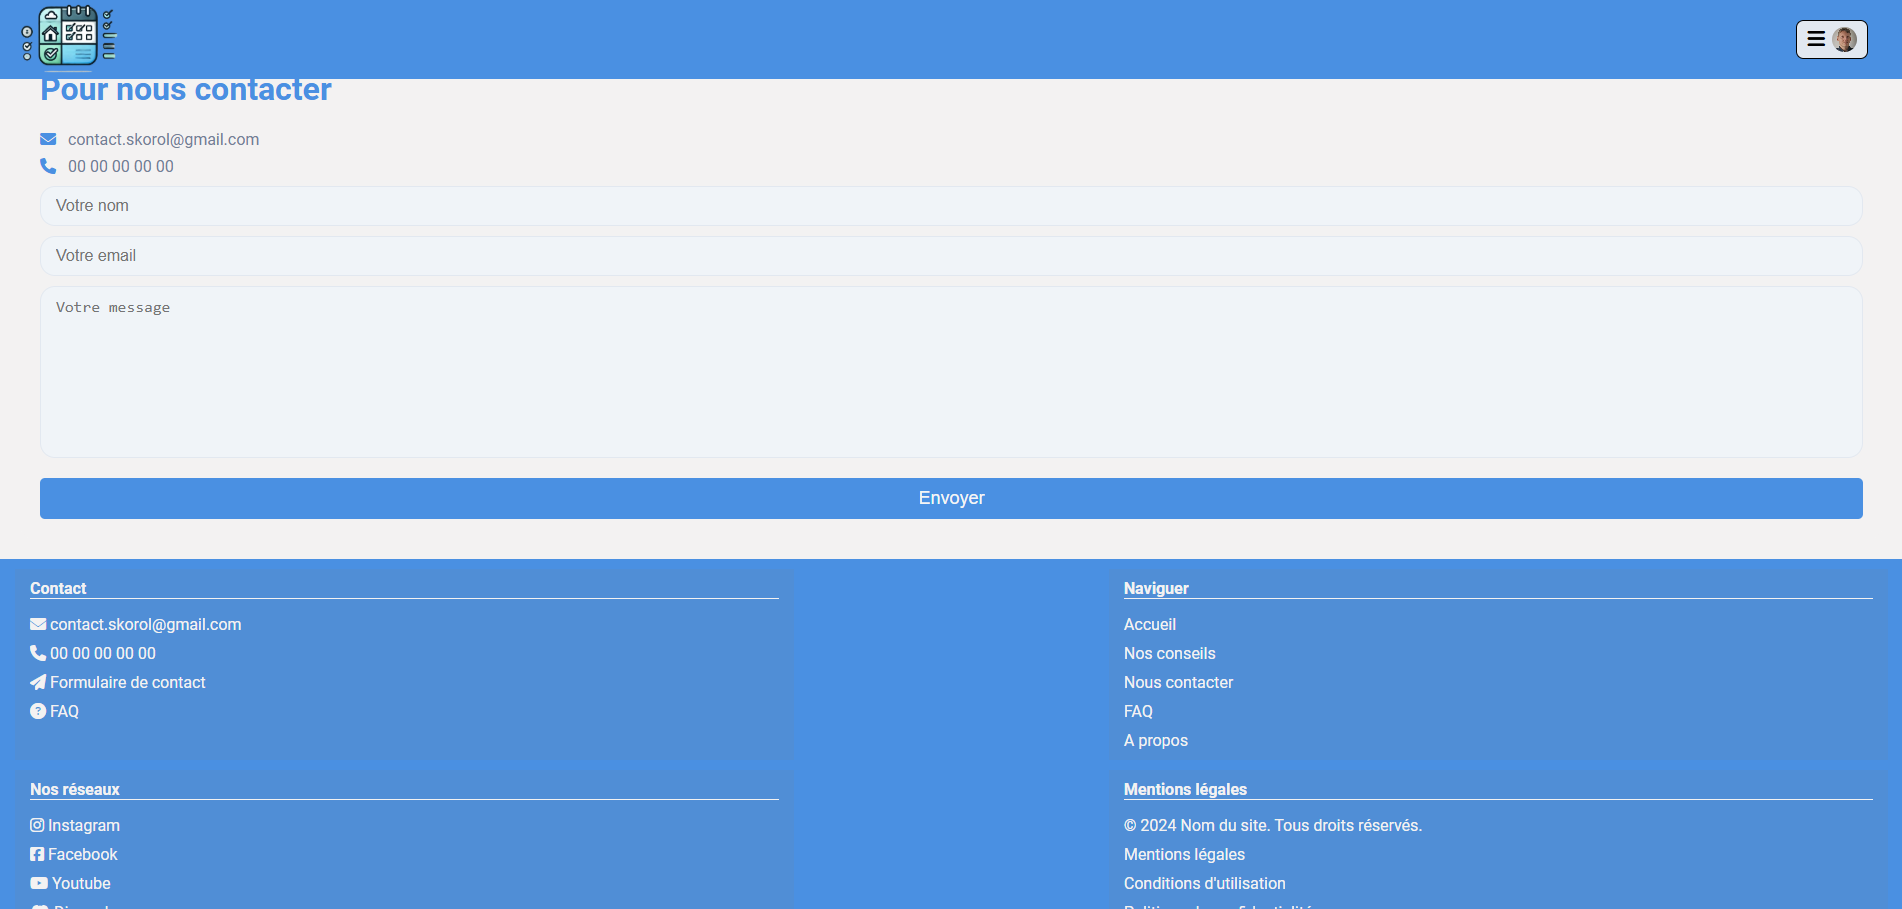 Pour nous contacter
contact.skorol@gmail.com
00 00 00 00 00
Votre nom
Votre email
Votre message
Envoyer
Contact
contact.skorol@gmail.com
00 00 00 00 00
Formulaire de contact
FAQ
Naviguer
Accueil
Nos conseils
Nous contacter
FAQ
A propos
Nos réseaux
Instagram
Facebook
Youtube
Mentions légales
© 2024 Nom du site. Tous droits réservés.
Mentions légales
Conditions d'utilisation